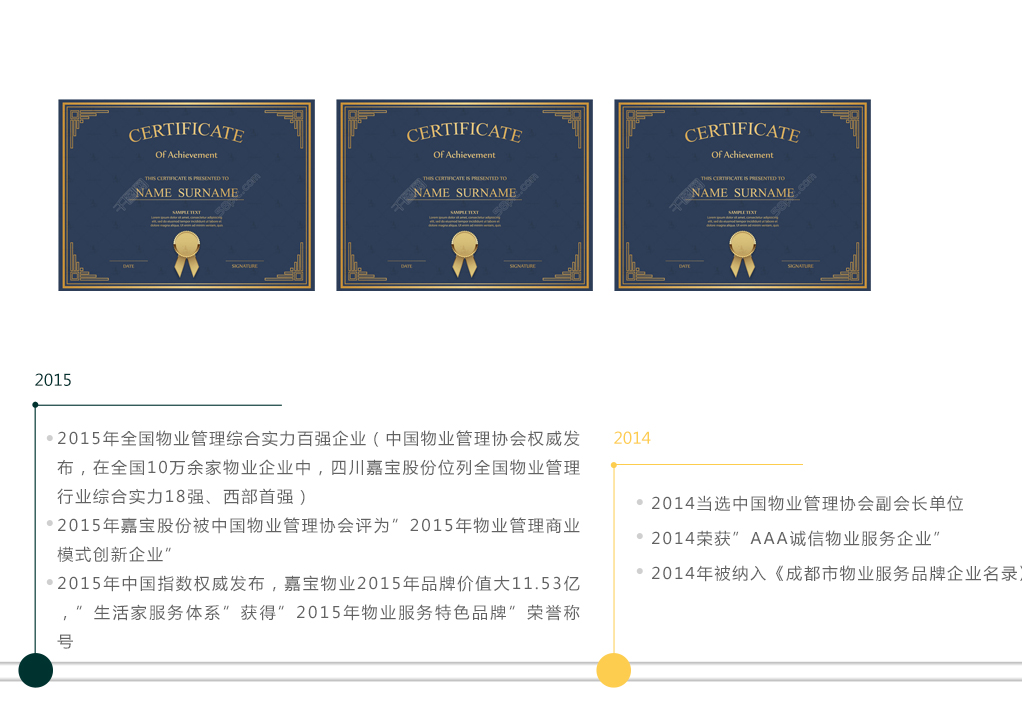 CERTIFICATE
Of Achievement
THIS CERTIFICATE IS PRESENTED TO
NAME SURNAME
SAMPLE TEXT
DATE
SIGNATURE
CERTIFICATE
Of Achievement
THIS CERTIFICATE IS PRESENTED TO
NAME SURNAME
SAMPLE TEXT
DATE
SIGNATURE
CERTIFICATE
Of Achievement
THIS CERTIFICATE IS PRESENTED TO
NAME SURNAME
SAMPLE TEXT
DATE
SIGNATURE
2015
2015年全国物业管理综合实力百强企业（中国物业管理协会权威发
布，在全国10万余家物业企业中，四川嘉宝股份位列全国物业管理
行业综合实力18强、西部首强）
2015年嘉宝股份被中国物业管理协会评为”2015年物业管理商业
模式创新企业”
2015年中国指数权威发布，嘉宝物业2015年品牌价值大11.53亿
，”生活家服务体系”获得”2015年物业服务特色品牌”荣誉称
号
2014
2014当选中国物业管理协会副会长单位
2014荣获”AAA诚信物业服务企业”
2014年被纳入《成都市物业服务品牌企业名录》